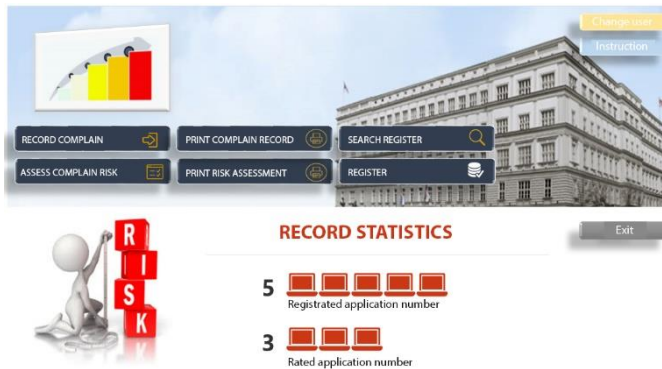 Change user
Instruction
RECORD COMPLAIN
PRINT COMPLAIN RECORD
SEARCH REGISTER
ASSESS COMPLAIN RISK
PRINT RISK ASSESSMENT
REGISTER
RECORD STATISTICS
Exit
R
I
S
K
5
Registrated application number
3
Rated application number